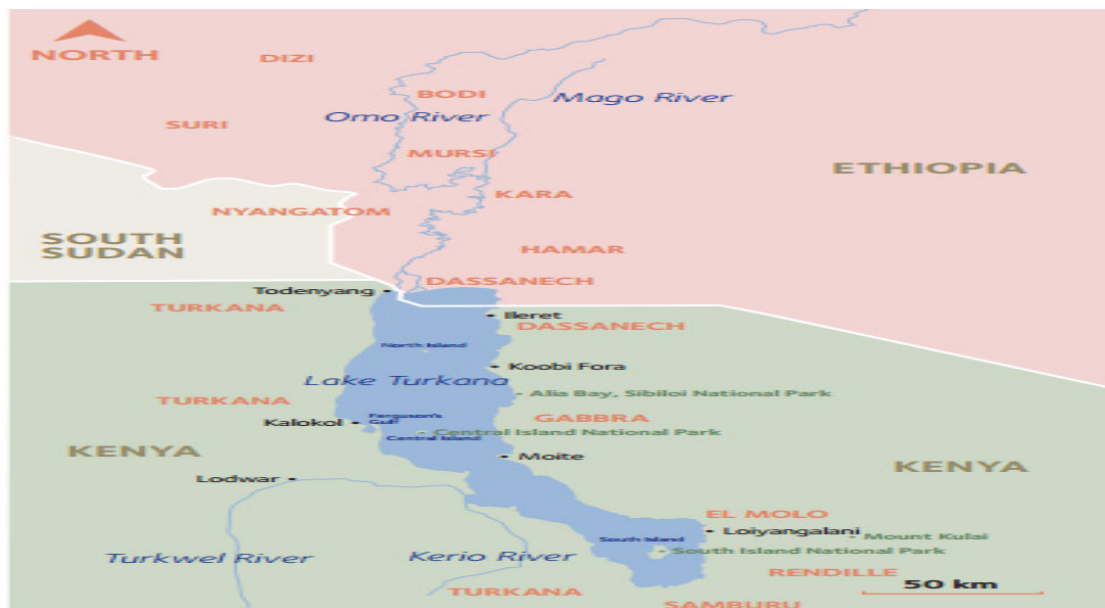 NORTH
DIZI
BODI
Mago River
Omo River
SURI
MURSI
ETHIOPIA
KARA
NYANGATOM
SOUTH
SUDAN
HAMAR
DASSANECH
Todenyang
TURKANA
Illeret
DASSANECH
North Island
Koobi Fora
Lake Turkana
Alia Bay, Sibiloi National Park
TURKANA
Ferguson's
Gulf
GABBRA
Kalokol
Central Island National Park
Central Island
KENYA
Moite
KENYA
Lodwar
EL MOLO
Loiyangalani
Mount Kulai
South Island
South Island National Park
Turkwel River
Kerio River
RENDILLE
50 km
TURKANA
SAMBURU